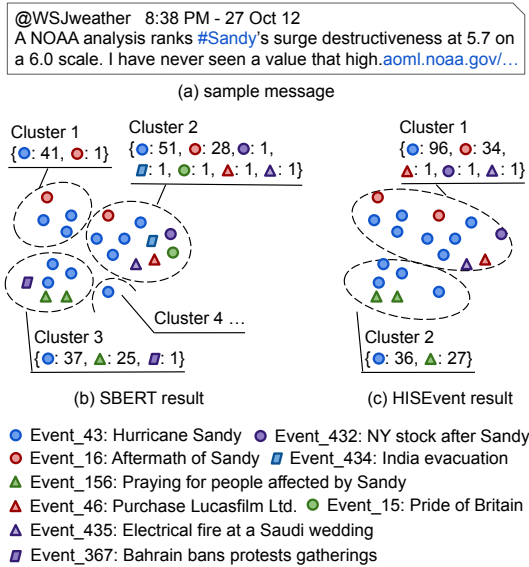 @WSJweather 8:38 PM - 27 Oct 12
A NOAA analysis ranks #Sandy's surge destructiveness at 5.7 on
a 6.0 scale. I have never seen a value that high.aoml.noaa.gov/…
(a) sample message
Cluster 1
{: 41, : 1}
Cluster 2
{: 51, : 28, : 1,
: 1, : 1, : 1, : 1}
Cluster 1
{: 96, : 34,
: 1, : 1, : 1}
Cluster 4 …
Cluster 3
{: 37, : 25, : 1}
Cluster 2
{: 36, : 27}
(b) SBERT result
(c) HISEvent result
Event_43: Hurricane Sandy Event_432: NY stock after Sandy
Event_16: Aftermath of Sandy Event_434: India evacuation
Event_156: Praying for people affected by Sandy
Event_46: Purchase Lucasfilm Ltd. Event_15: Pride of Britain
Event_435: Electrical fire at a Saudi wedding
Event_367: Bahrain bans protests gatherings